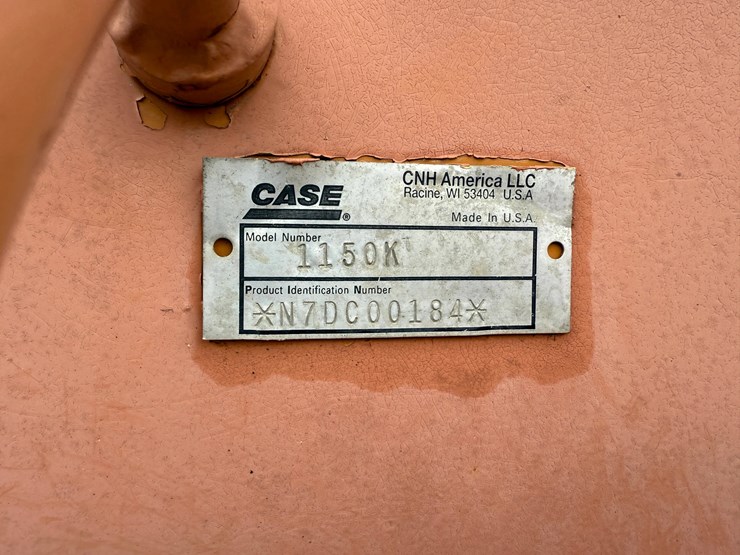 CASE®
CNH America LLC
Racine, WI 53404 U.S.A
Made In U.S.A.
Model Number
1150K
Product Identification Number
*N7DC00184*